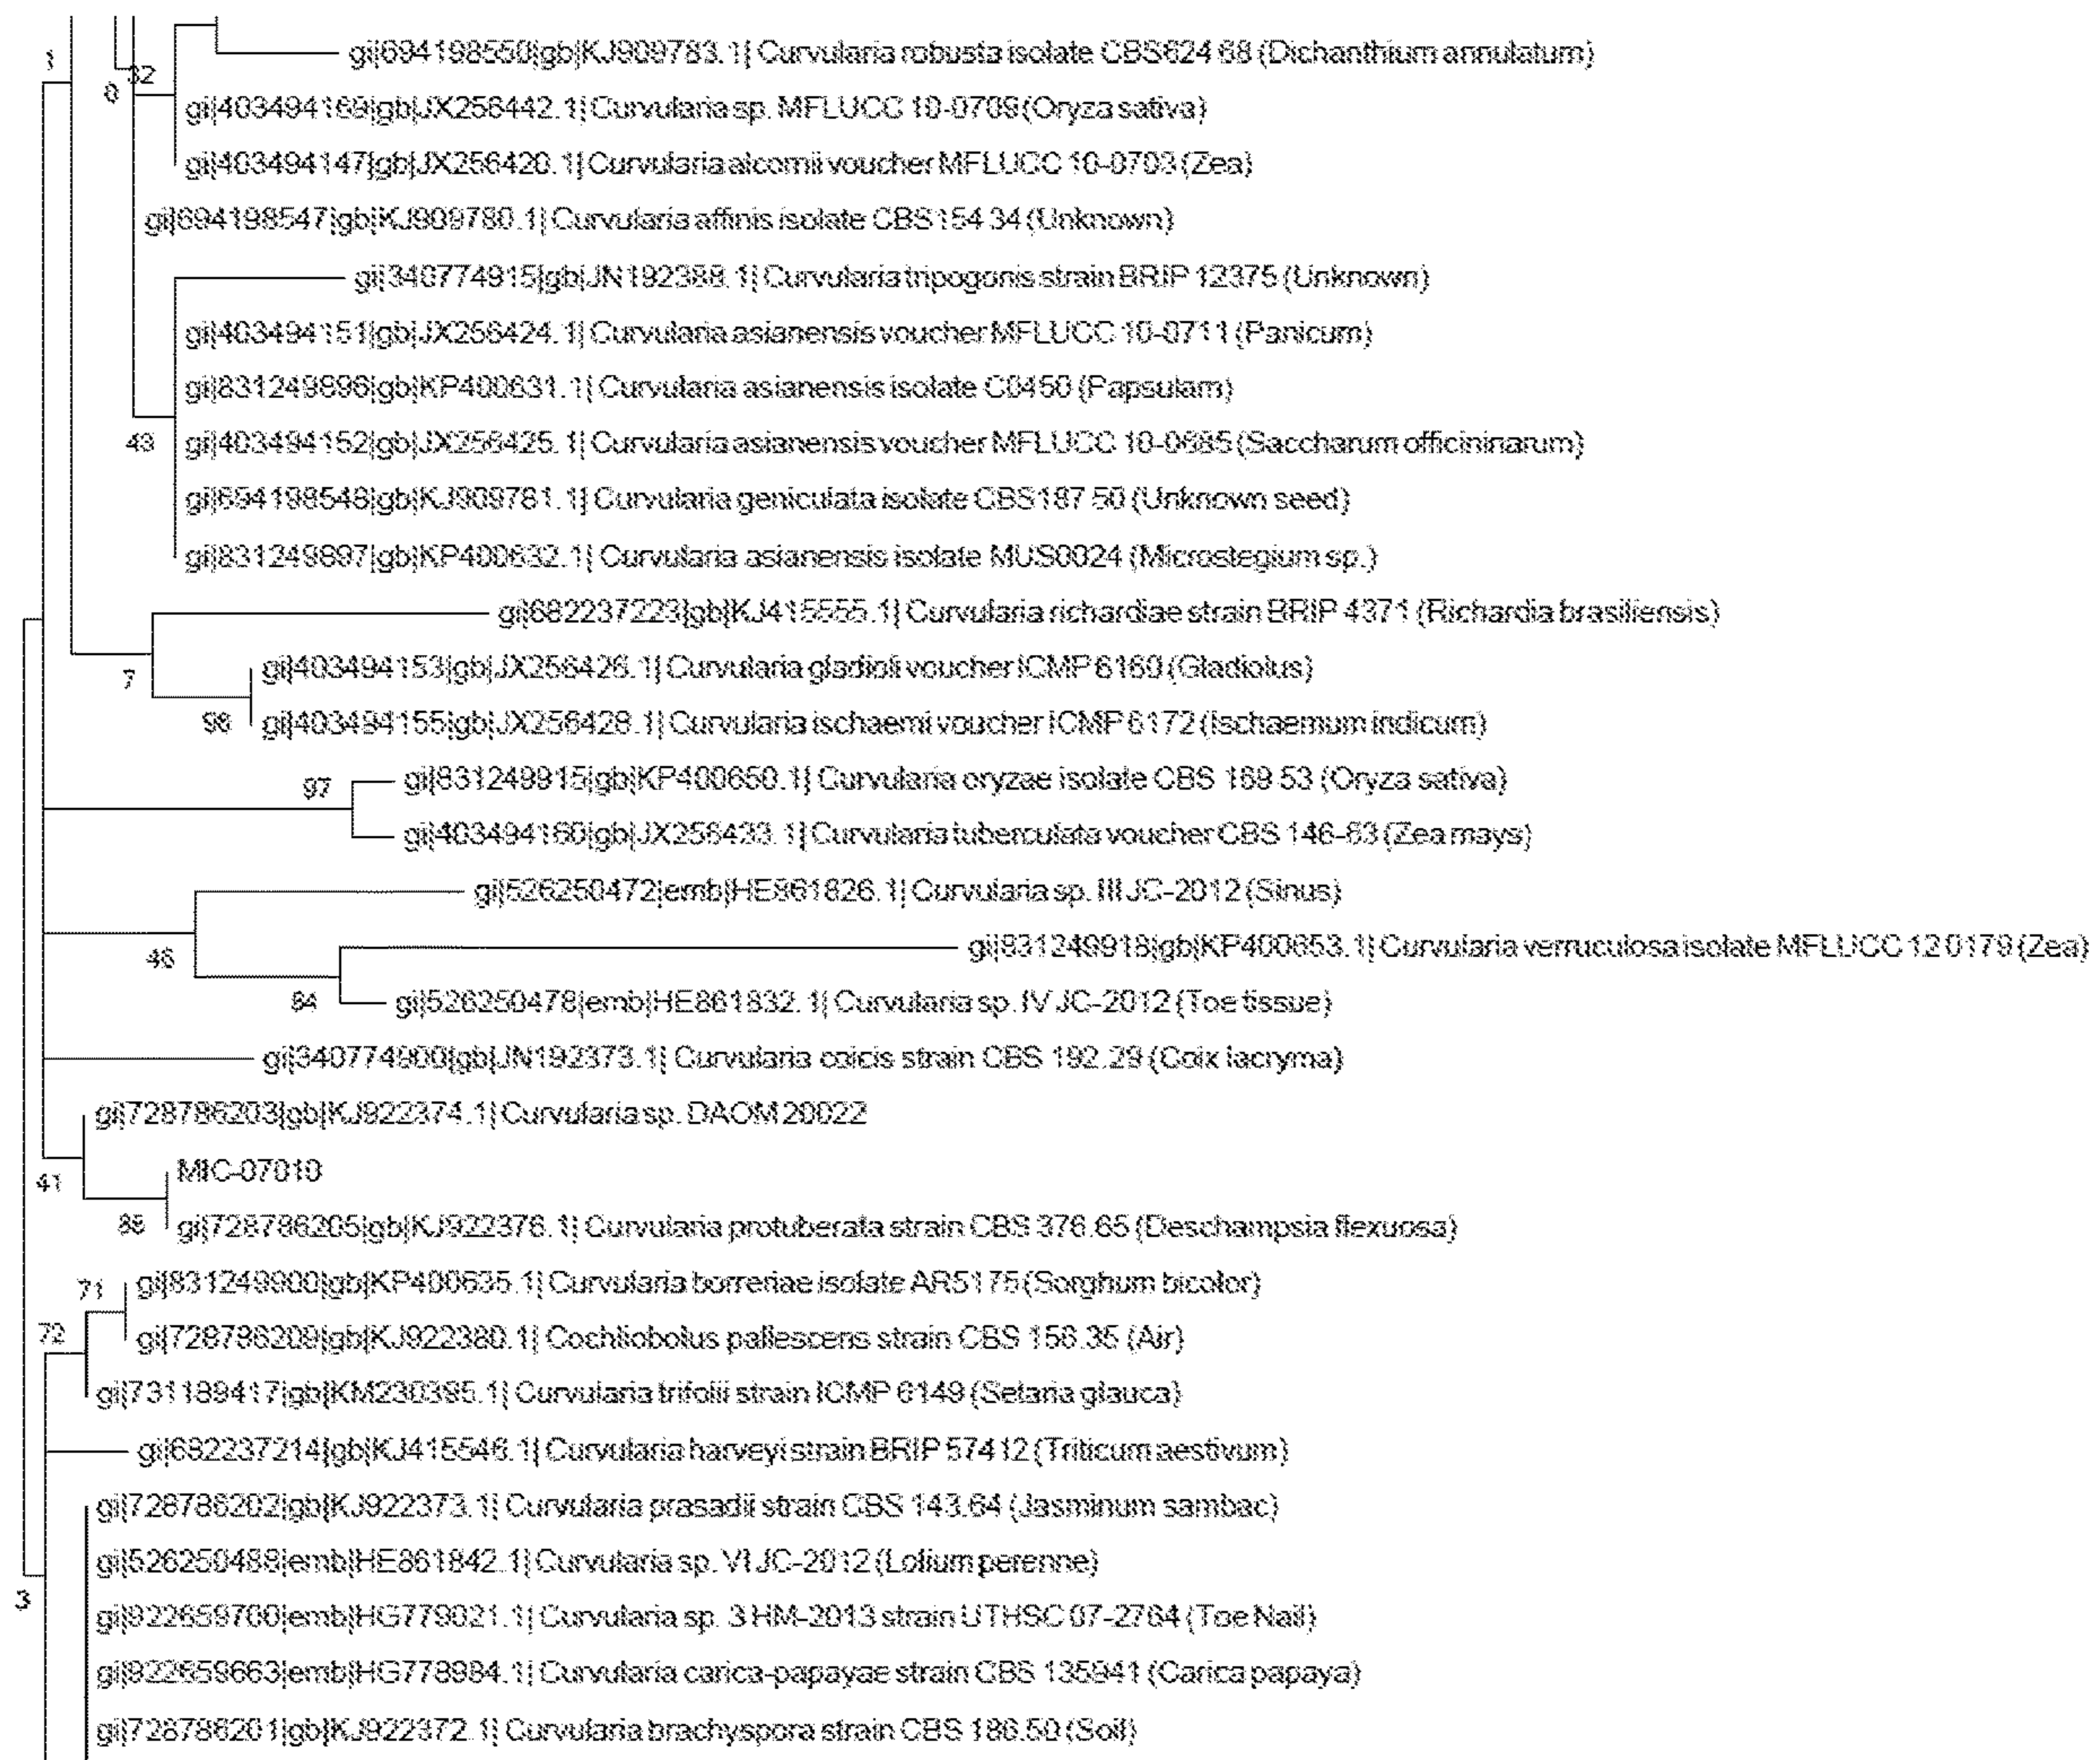 1
gi|694198550|gb|KJ909783.1| Curvularia robusta isolate CBS624 68 (Dichanthium annulatum)
32
0
gi|403494169|gb|JX256442.1| Curvularia sp. MFLUCC 10-0709 (Oryza sativa)
gi|403494147|gb|JX256420.1| Curvularia alcornii voucher MFLUCC 10-0703 (Zea)
gi|694198547|gb|KJ909780.1| Curvularia affinis isolate CBS154 34 (Unknown)
gi|340774915|gb|JN192388.1| Curvularia tripogonis strain BRIP 12375 (Unknown)
gi|403494151|gb|JX256424.1| Curvularia asianensis voucher MFLUCC 10-0711 (Panicum)
gi|831249896|gb|KP400631.1| Curvularia asianensis isolate C0450 (Papsulam)
43
gi|403494152|gb|JX256425.1| Curvularia asianensis voucher MFLUCC 10-0685 (Saccharum officininarum)
gi|694198548|gb|KJ909781.1| Curvularia geniculata isolate CBS187 50 (Unknown seed)
gi|831249897|gb|KP400632.1| Curvularia asianensis isolate MUS0024 (Microstegium sp.)
gi|682237223|gb|KJ415555.1| Curvularia richardiae strain BRIP 4371 (Richardia brasiliensis)
7
gi|403494153|gb|JX256426.1| Curvularia gladioli voucher ICMP 6160 (Gladiolus)
98
gi|403494155|gb|JX256428.1| Curvularia ischaemi voucher ICMP 6172 (Ischaemum indicum)
97
gi|831249915|gb|KP400650.1| Curvularia oryzae isolate CBS 169 53 (Oryza sativa)
gi|403494160|gb|JX256433.1| Curvularia tuberculata voucher CBS 146-63 (Zea mays)
gi|526250472|emb|HE861826.1| Curvularia sp. III JC-2012 (Sinus)
46
gi|831249918|gb|KP400653.1| Curvularia verruculosa isolate MFLUCC 12 0179 (Zea)
84
gi|526250478|emb|HE861832.1| Curvularia sp. IV JC-2012 (Toe tissue)
gi|340774900|gb|JN192373.1| Curvularia coicis strain CBS 192.29 (Coix lacryma)
gi|728786203|gb|KJ922374.1| Curvularia sp. DAOM 20022
41
MIC-07010
88
gi|728786205|gb|KJ922376.1| Curvularia protuberata strain CBS 376.65 (Deschampsia flexuosa)
71
gi|831249900|gb|KP400635.1| Curvularia borreriae isolate AR5176 (Sorghum bicolor)
72
gi|728786209|gb|KJ922380.1| Cochliobolus pallescens strain CBS 156.35 (Air)
gi|731189417|gb|KM230395.1| Curvularia trifolii strain ICMP 6149 (Setaria glauca)
gi|682237214|gb|KJ415546.1| Curvularia harveyi strain BRIP 57412 (Triticum aestivum)
gi|728786202|gb|KJ922373.1| Curvularia prasadii strain CBS 143.64 (Jasminum sambac)
gi|526250488|emb|HE861842.1| Curvularia sp. VI JC-2012 (Lolium perenne)
3
gi|922659700|emb|HG779021.1| Curvularia sp. 3 HM-2013 strain UTHSC 07-2764 (Toe Nail)
gi|922659663|emb|HG778984.1| Curvularia carica-papayae strain CBS 135941 (Carica papaya)
gi|728786201|gb|KJ922372.1| Curvularia brachyspora strain CBS 186.50 (Soil)